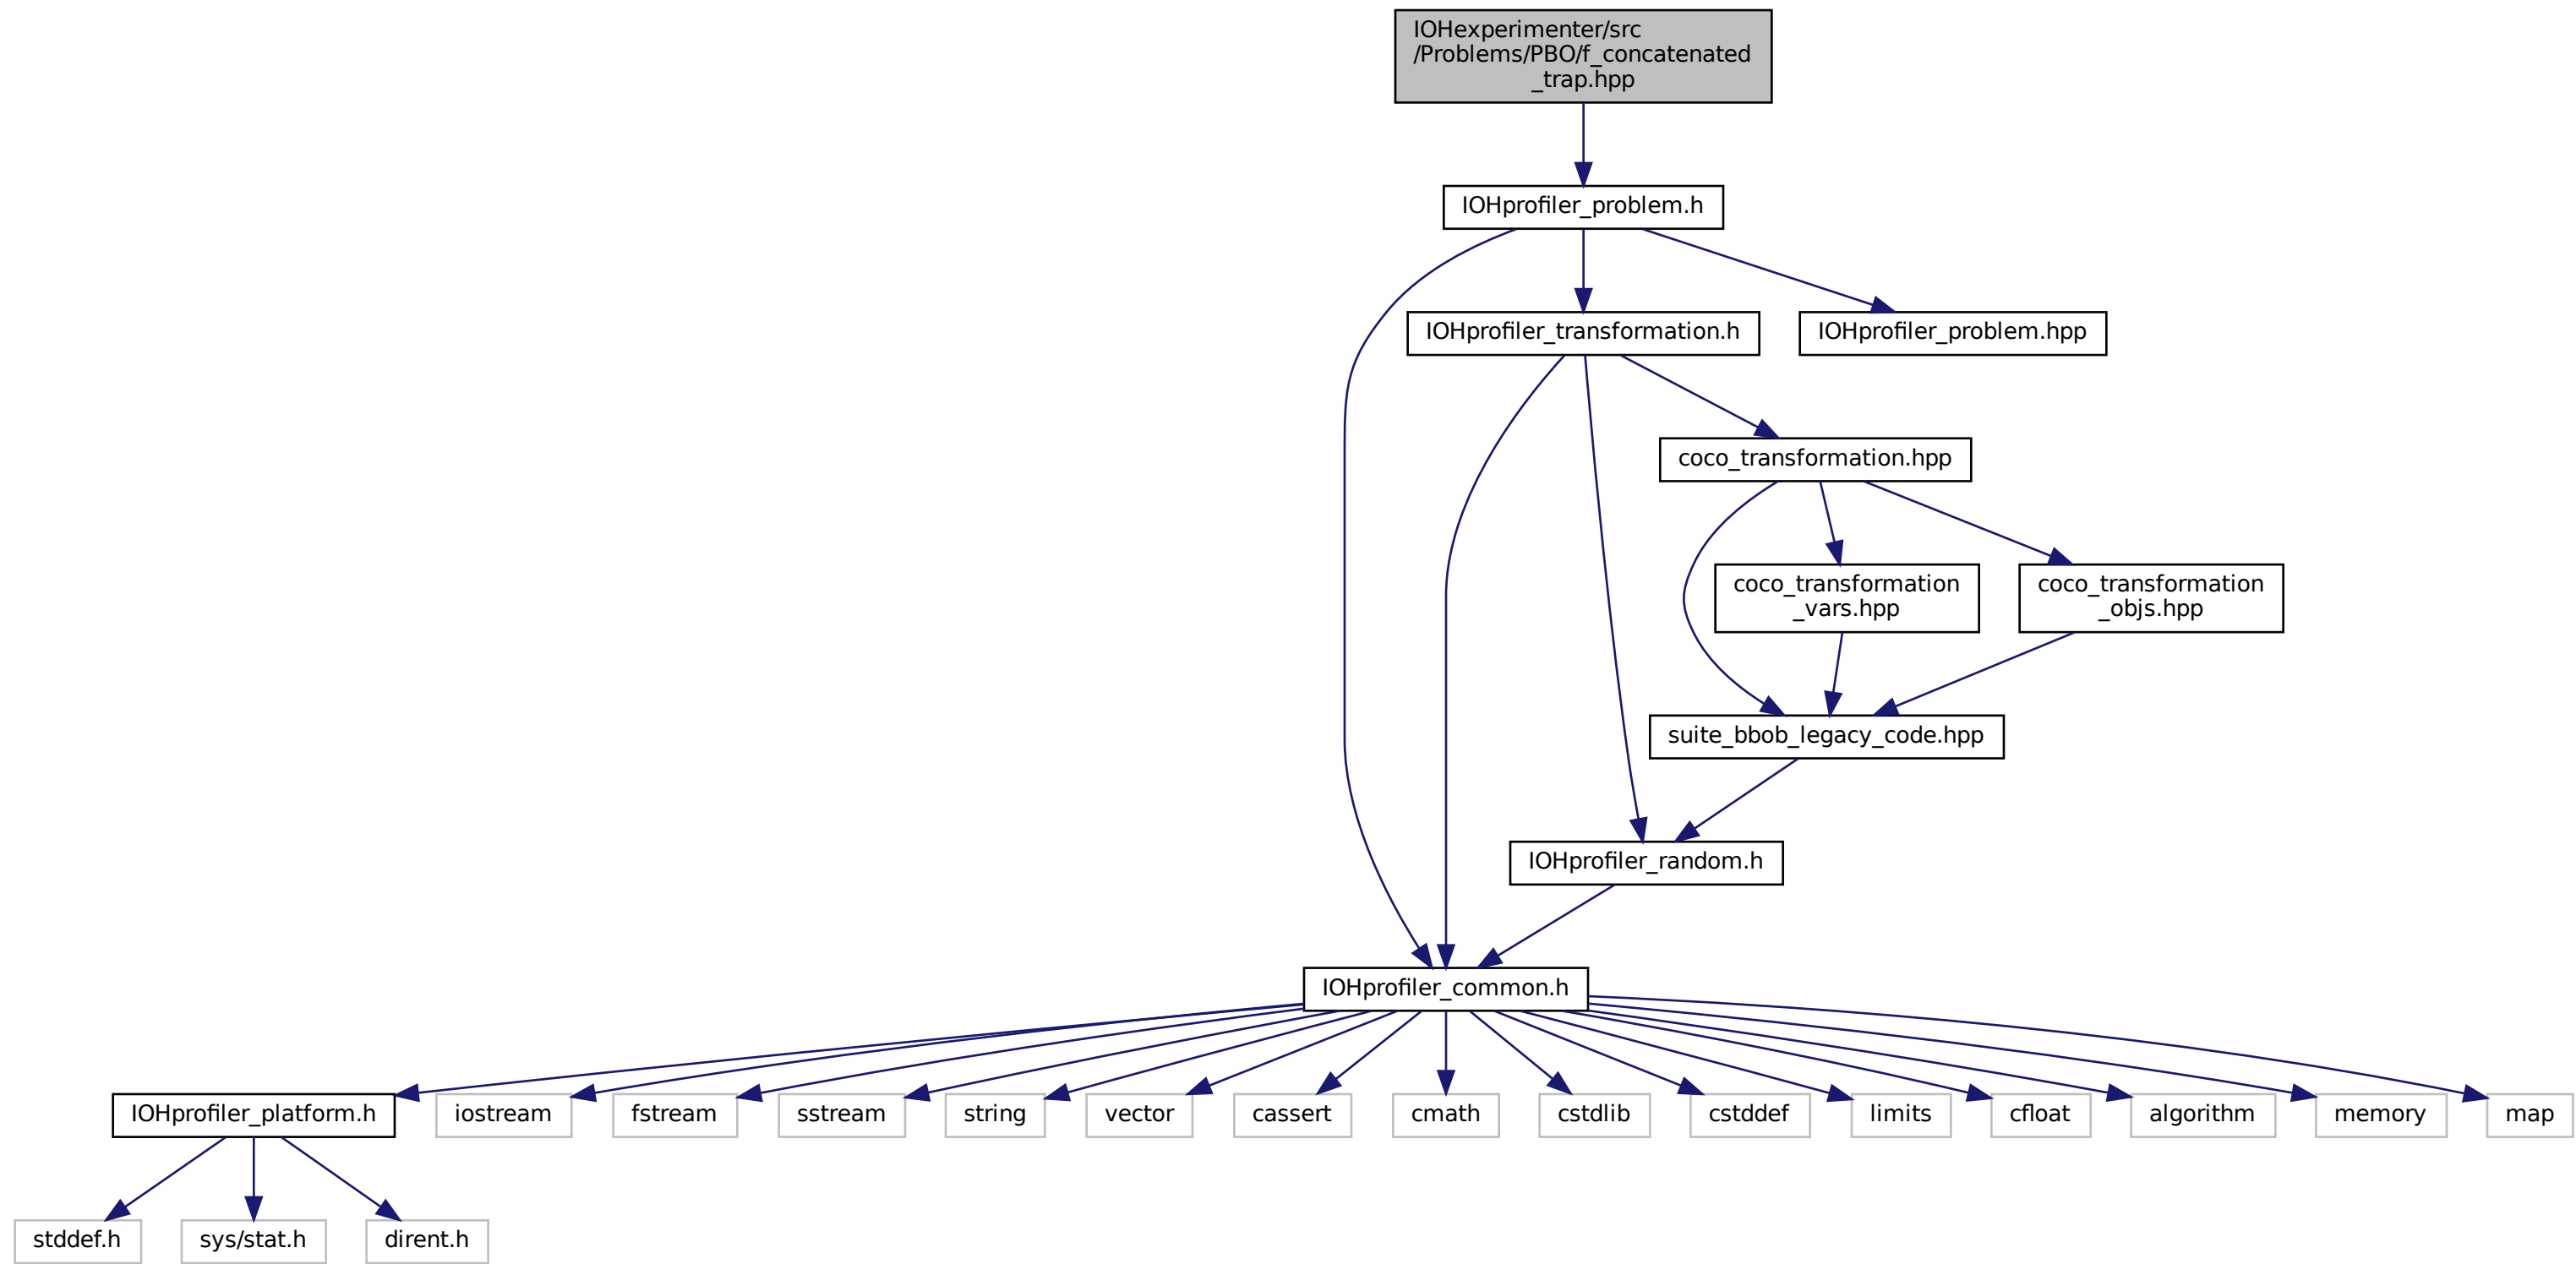 IOHexperimenter/src
/Problems/PBO/f_concatenated
_trap.hpp
IOHprofiler_problem.h
IOHprofiler_transformation.h
IOHprofiler_problem.hpp
coco_transformation.hpp
coco_transformation
_vars.hpp
coco_transformation
_objs.hpp
suite_bbob_legacy_code.hpp
IOHprofiler_random.h
IOHprofiler_common.h
IOHprofiler_platform.h
iostream
fstream
sstream
string
vector
cassert
cmath
cstdlib
cstddef
limits
cfloat
algorithm
memory
map
stddef.h
sys/stat.h
dirent.h